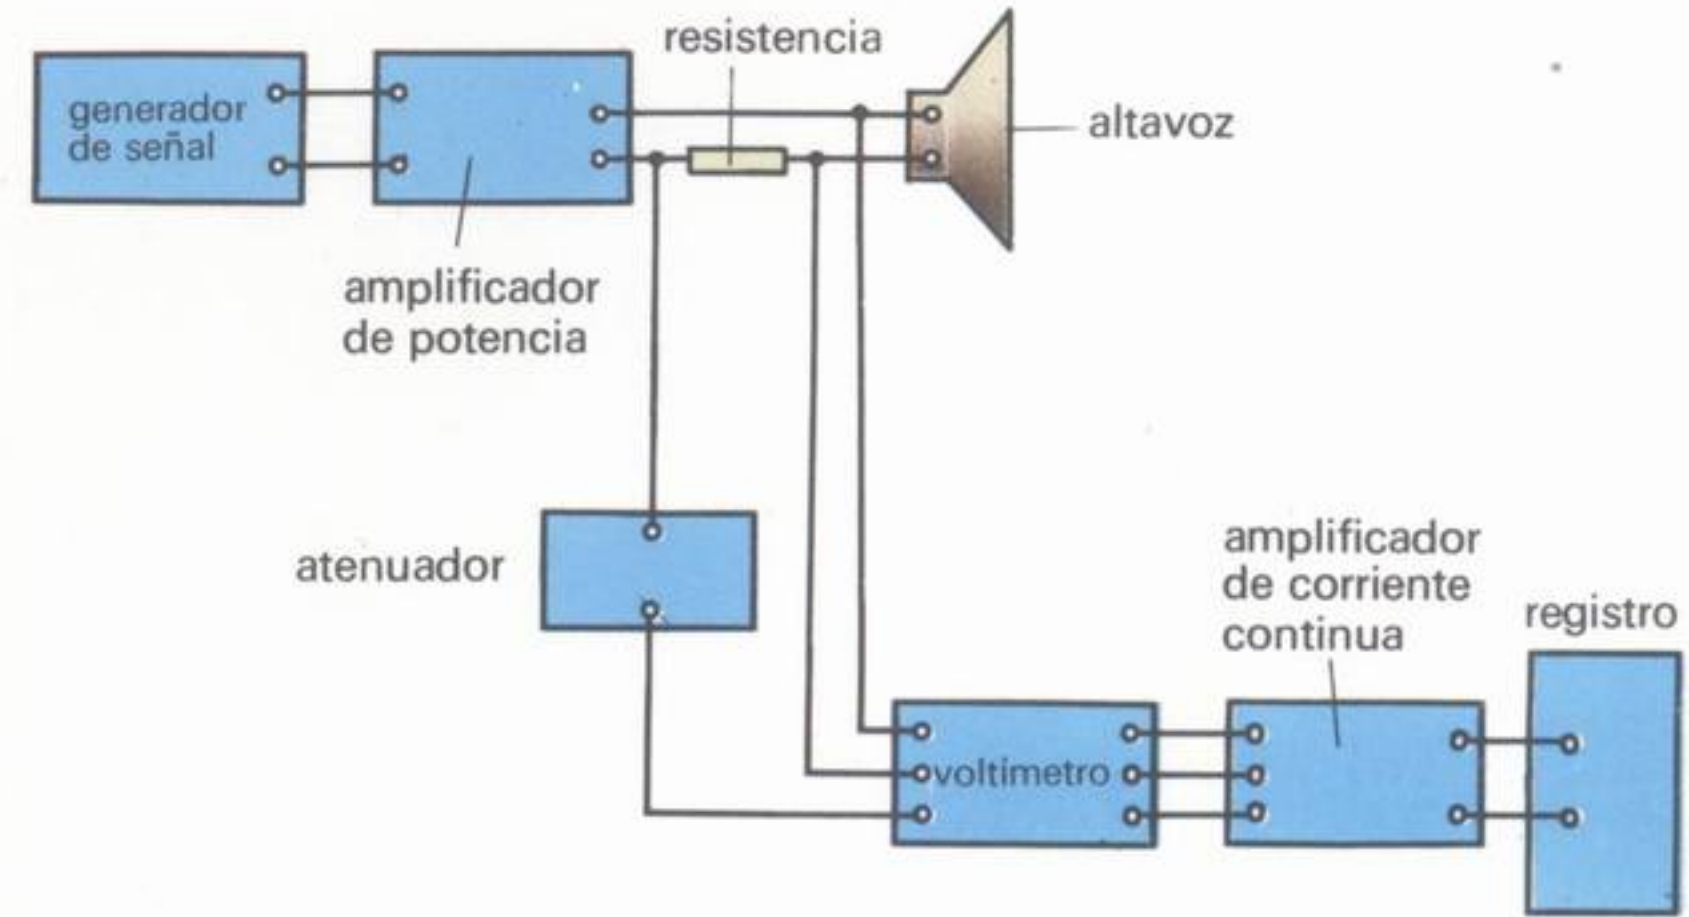 resistencia
generador
de señal
altavoz
amplificador
de potencia
atenuador
amplificador
de corriente
continua
registro
voltímetro